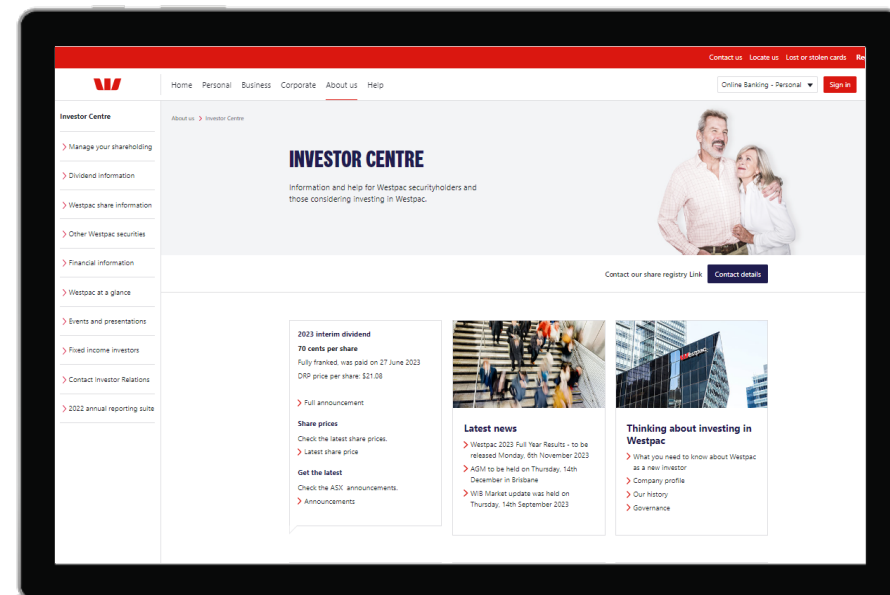 Contact us Locate us Lost or stolen cards
Home Personal Business Corporate About us Help
Online Banking - Personal
Sign in
Investor Centre
Manage your shareholding
Dividend information
Westpac share information
Other Westpac securities
Financial information
Westpac at a glance
Events and presentations
Fixed income investors
Contact Investor Relations
2022 annual reporting suite
About us Investor Centre
INVESTOR CENTRE
Information and help for Westpac securityholders and
those considering investing in Westpac.
Contact our share registry Link
Contact details
2023 interim dividend
70 cents per share
Fully franked, was paid on 27 June 2023
DRP price per share: $21.08
Full announcement
Share prices
Check the latest share prices.
Latest share price
Get the latest
Check the ASX announcements.
Announcements
Latest news
Westpac 2023 Full Year Results - to be
released Monday, 6th November 2023
AGM to be held on Thursday, 14th
December in Brisbane
WIB Market update was held on
Thursday, 14th September 2023
Westpac
Thinking about investing in
Westpac
What you need to know about Westpac
as a new investor
Company profile
Our history
Governance